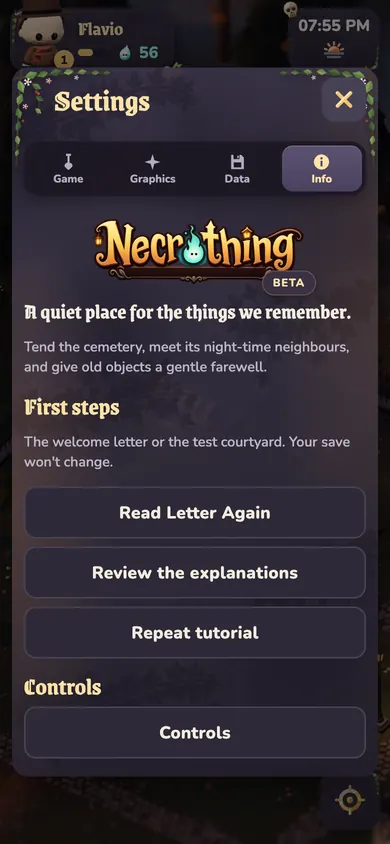 Flavio
1
56
07:55 PM
Settings
Game
Graphics
Data
Info
Necrothing
BETA
A quiet place for the things we remember.
Tend the cemetery, meet its night-time neighbours,
and give old objects a gentle farewell.
First steps
The welcome letter or the test courtyard. Your save
won't change.
Read Letter Again
Review the explanations
Repeat tutorial
Controls
Controls